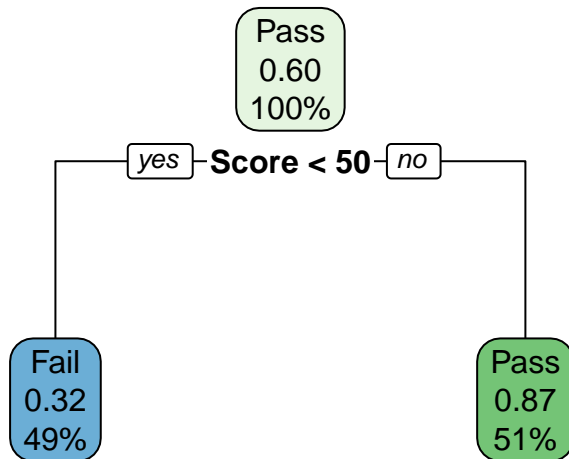 Pass
0.60
100%
yes Score < 50 no
Fail
0.32
49%
Pass
0.87
51%